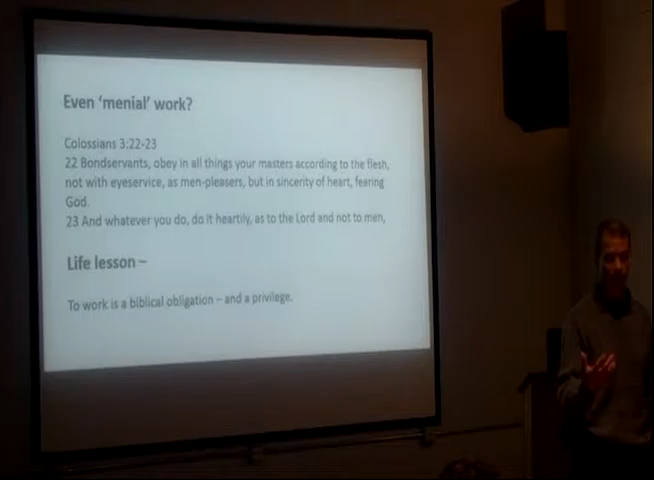 Even 'menial' work?
Colossians 3:22-23
22 Bondservants, obey in all things your masters according to the flesh,
not with eyeservice, as men-pleasers, but in sincerity of heart, fearing
God.
23 And whatever you do, do it heartily, as to the Lord and not to men,
Life lesson –
To work is a biblical obligation – and a privilege.